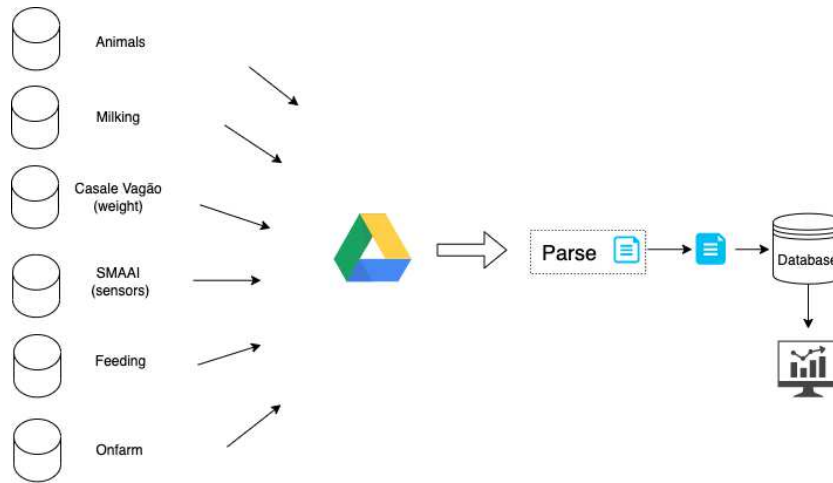 Animals
Milking
Casale Vagão
(weight)
SMAAI
(sensors)
Feeding
Onfarm
Parse
Database